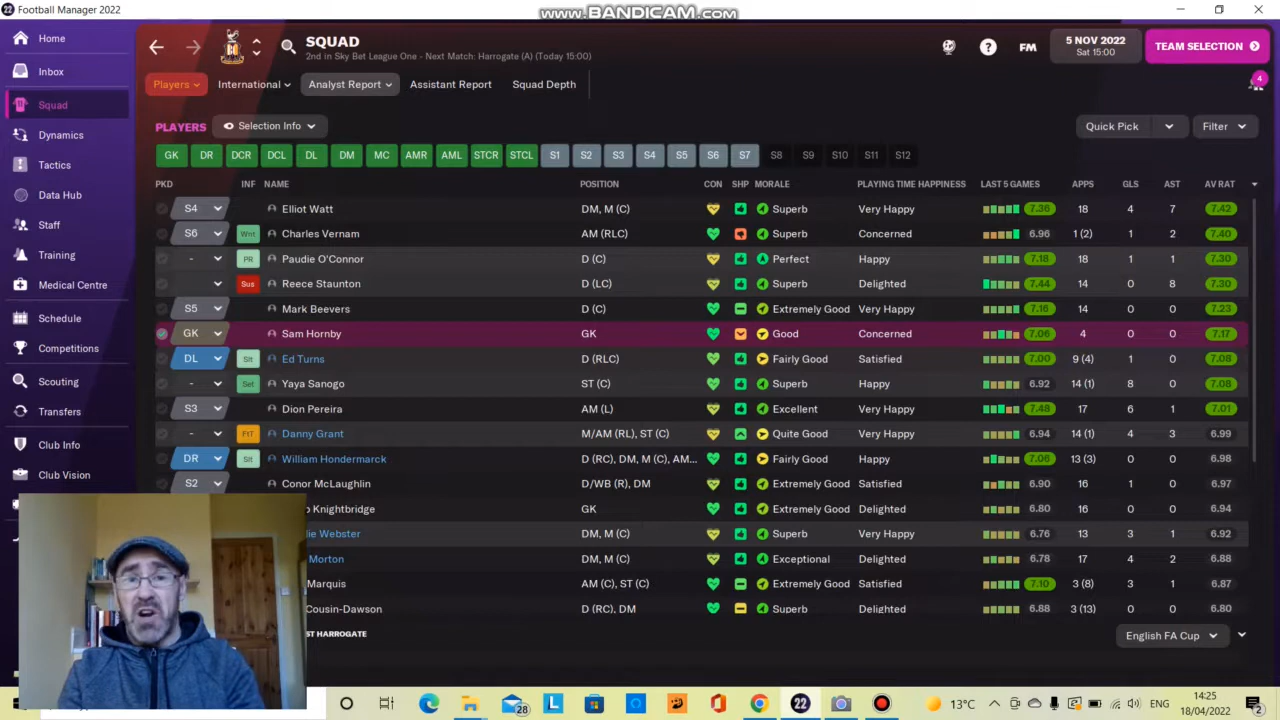 Football Manager 2022
www.BANDICAM.com
Home
Inbox
Squad
Dynamics
Tactics
Data Hub
Staff
Training
Medical Centre
Schedule
Competitions
Scouting
Transfers
Club Info
Club Vision
SQUAD
2nd in Sky Bet League One - Next Match: Harrogate (A) (Today 15:00)
FM
5 NOV 2022
Sat 15:00
TEAM SELECTION
4
Players International Analyst Report Assistant Report Squad Depth
PLAYERS Selection Info Quick Pick Filter
GK DR DCR DCL DL DM MC AMR AML STCR STCL S1 S2 S3 S4 S5 S6 S7 S8 S9 S10 S11 S12
PKD INF NAME POSITION CON SHP MORALE PLAYING TIME HAPPINESS LAST 5 GAMES APPS GLS AST AV RAT
S4 Elliot Watt DM, M (C) Superb Very Happy 7.36 18 4 7 7.42
S6 Wnt Charles Vernam AM (RLC) Superb Concerned 6.96 1 (2) 1 2 7.40
- PR Paudie O'Connor D (C) Perfect Happy 7.18 18 1 1 7.30
Sus Reece Staunton D (LC) Superb Delighted 7.44 14 0 8 7.30
S5 Mark Beevers D (C) Extremely Good Very Happy 7.16 14 0 0 7.23
GK Sam Hornby GK Good Concerned 7.06 4 0 0 7.17
DL Slt Ed Turns D (RLC) Fairly Good Satisfied 7.00 9 (4) 1 0 7.08
- Set Yaya Sanogo ST (C) Superb Happy 6.92 14 (1) 8 0 7.08
S3 Dion Pereira AM (L) Excellent Very Happy 7.48 17 6 1 7.01
- FtT Danny Grant M/AM (RL), ST (C) Quite Good Very Happy 6.94 14 (1) 4 3 6.99
DR Slt William Hondermarck D (RC), DM, M (C), AM... Fairly Good Happy 7.06 13 (3) 0 0 6.98
S2 Conor McLaughlin D/WB (R), DM Extremely Good Satisfied 6.90 16 1 0 6.97
Knightbridge GK Extremely Good Delighted 6.80 16 0 0 6.94
lie Webster DM, M (C) Superb Very Happy 6.76 13 3 1 6.92
Morton DM, M (C) Exceptional Delighted 6.78 17 4 2 6.88
Marquis AM (C), ST (C) Extremely Good Satisfied 7.10 3 (8) 3 1 6.87
Cousin-Dawson D (RC), DM Superb Delighted 6.88 3 (13) 0 0 6.80
ST HARROGATE
English FA Cup
28
13°C
ENG
14:25
18/04/2022
2